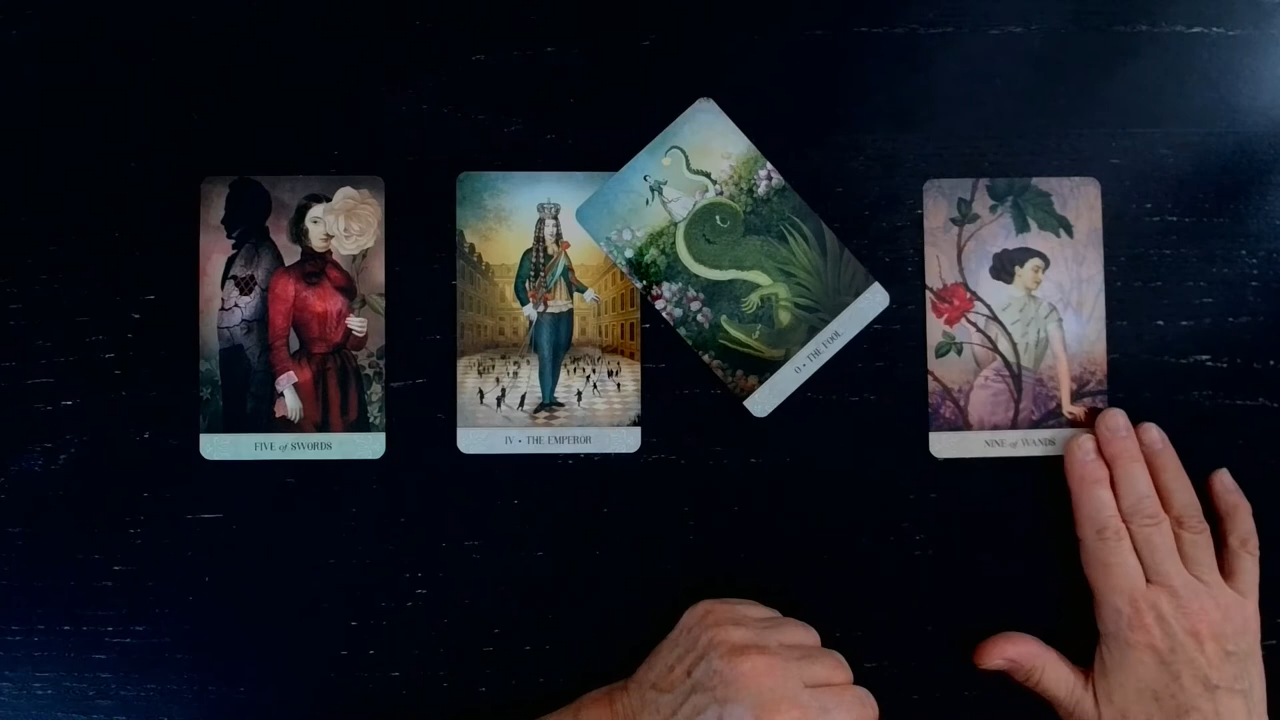 FIVE of SWORDS
IV • THE EMPEROR
0 • THE FOOL
NINE of WANDS